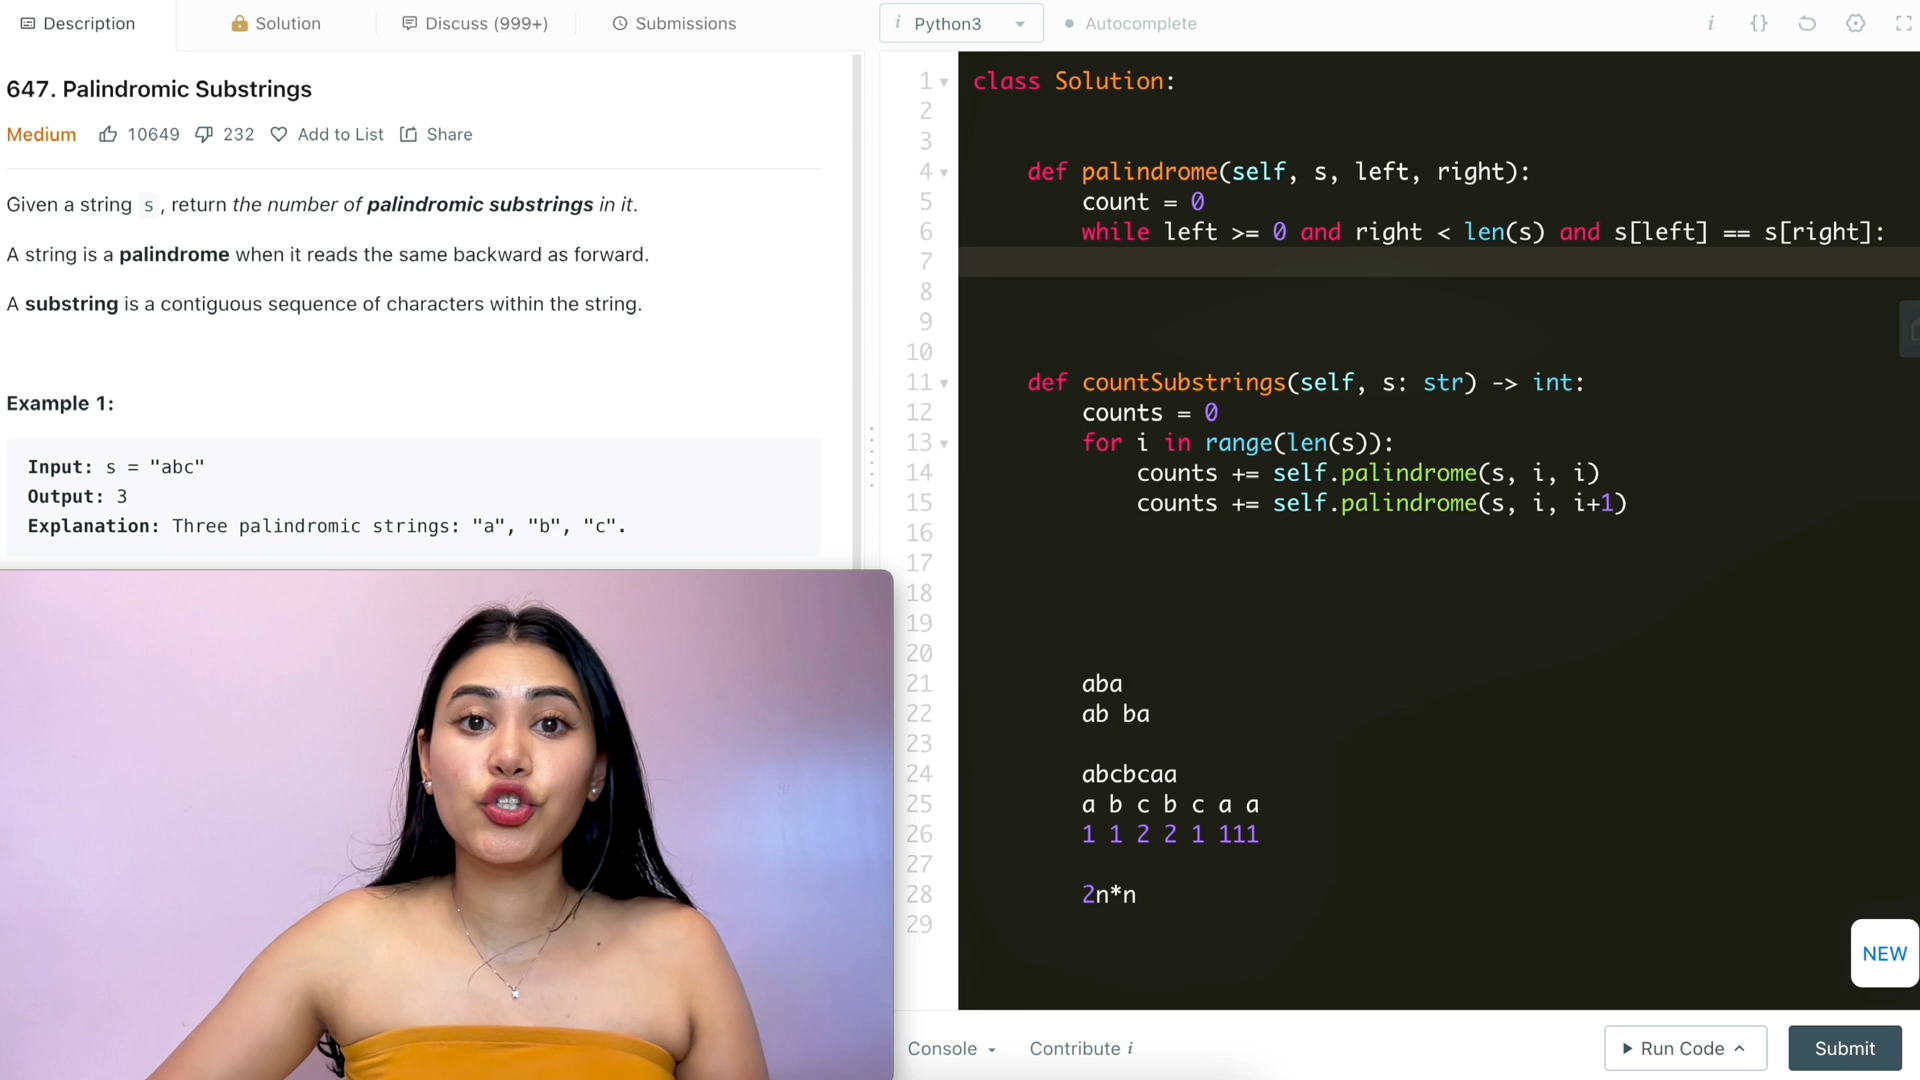 Description
Solution
Discuss (999+)
Submissions
i Python3
Autocomplete
i {}
647. Palindromic Substrings
Medium 10649 232 Add to List Share
Given a string s, return the number of palindromic substrings in it.
A string is a palindrome when it reads the same backward as forward.
A substring is a contiguous sequence of characters within the string.
Example 1:
Input: s = "abc"
Output: 3
Explanation: Three palindromic strings: "a", "b", "c".
1 class Solution:
2
3
4 def palindrome(self, s, left, right):
5 count = 0
6 while left >= 0 and right < len(s) and s[left] == s[right]:
7
8
9
10
11 def countSubstrings(self, s: str) -> int:
12 counts = 0
13 for i in range(len(s)):
14 counts += self.palindrome(s, i, i)
15 counts += self.palindrome(s, i, i+1)
16
17
18
19
20
21 aba
22 ab ba
23
24 abcbcaa
25 a b c b c a a
26 1 1 2 2 1 111
27
28 2n*n
29
NEW
Console
Contribute i
Run Code
Submit